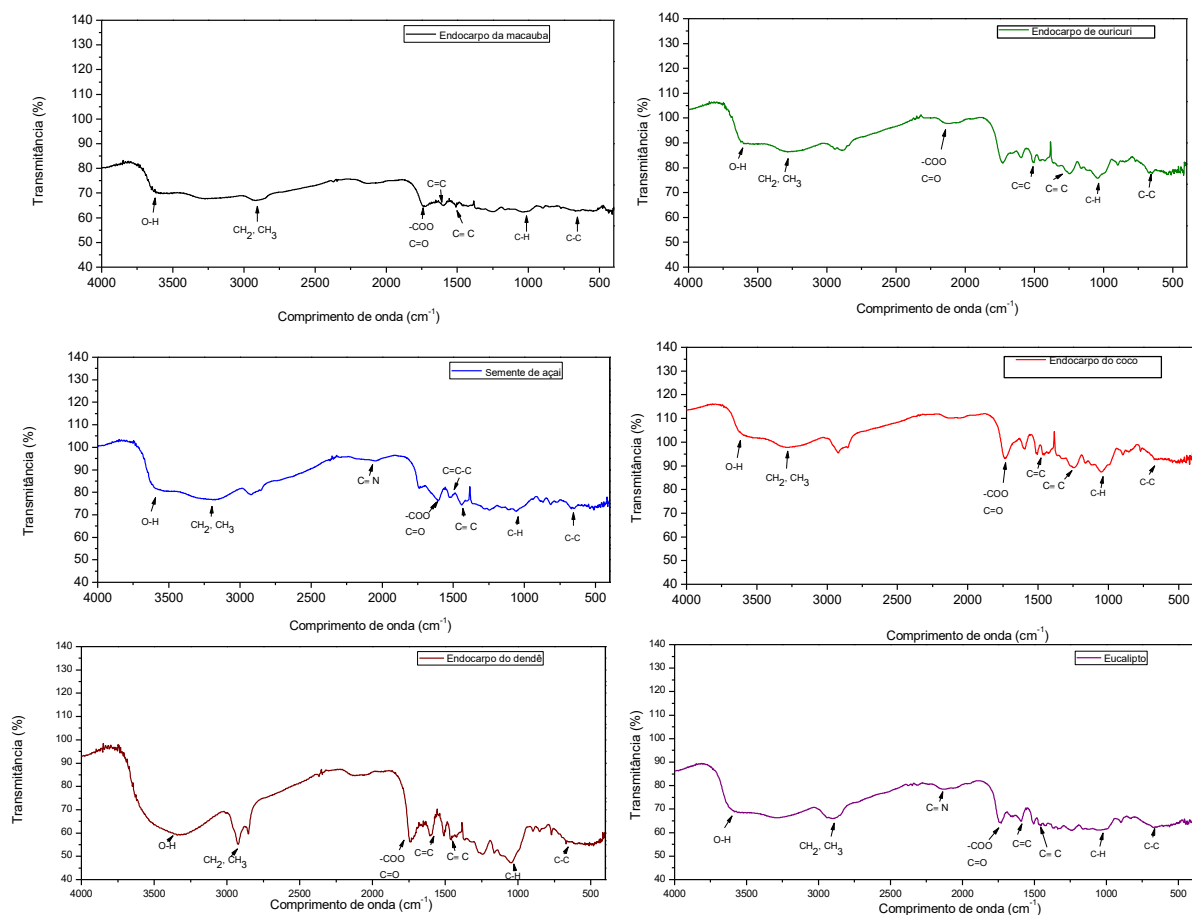 140
130
120
110
100
90
80
70
60
50
40
Transmitância (%)
Endocarpo da macauba
O-H
CH2, CH3
C=C
-COO
C=O
C= C
C-H
C-C
4000 3500 3000 2500 2000 1500 1000 500
Comprimento de onda (cm-1)
140
130
120
110
100
90
80
70
60
50
40
Transmitância (%)
Endocarpo de ouricuri
O-H
CH2, CH3
-COO
C=O
C=C
C= C
C-H
C-C
4000 3500 3000 2500 2000 1500 1000 500
Comprimento de onda (cm-1)
140
130
120
110
100
90
80
70
60
50
40
Transmitância (%)
Semente de açai
O-H
CH2, CH3
C= N
C=C-C
-COO
C=O
C= C
C-H
C-C
4000 3500 3000 2500 2000 1500 1000 500
Comprimento de onda (cm-1)
140
130
120
110
100
90
80
70
60
50
40
Transmitância (%)
Endocarpo do coco
O-H
CH2, CH3
-COO
C=O
C=C
C= C
C-H
C-C
4000 3500 3000 2500 2000 1500 1000 500
Comprimento de onda (cm-1)
140
130
120
110
100
90
80
70
60
50
40
Transmitância (%)
Endocarpo do dendê
O-H
CH2, CH3
-COO
C=O
C=C
C= C
C-H
C-C
4000 3500 3000 2500 2000 1500 1000 500
Comprimento de onda (cm-1)
140
130
120
110
100
90
80
70
60
50
40
Transmitância (%)
Eucalipto
O-H
CH2, CH3
C= N
-COO
C=O
C=C
C= C
C-H
C-C
4000 3500 3000 2500 2000 1500 1000 500
Comprimento de onda (cm-1)